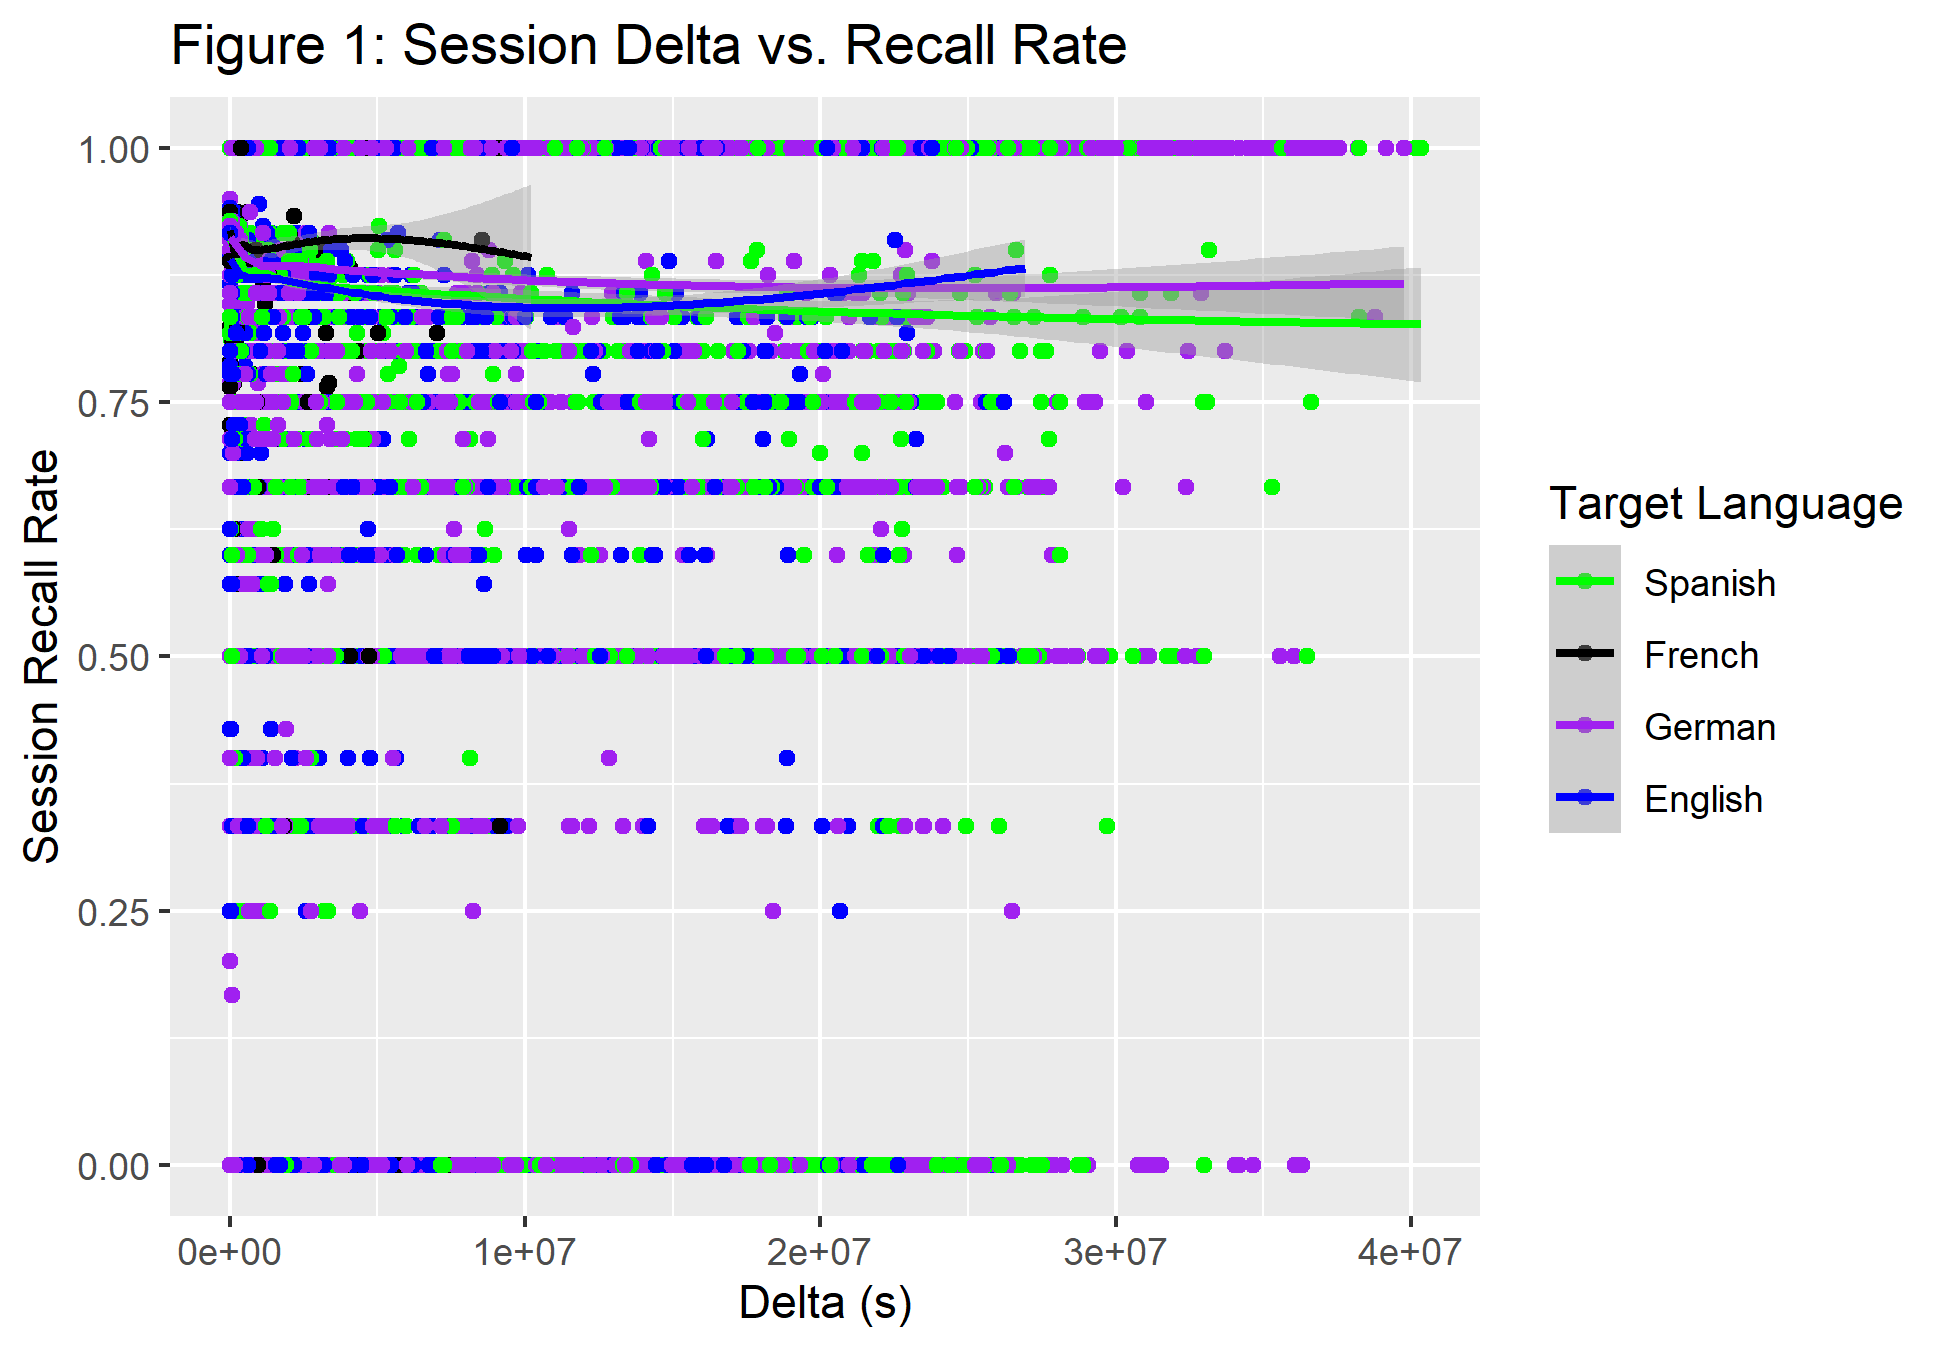 Figure 1: Session Delta vs. Recall Rate
Session Recall Rate
1.00
0.75
0.50
0.25
0.00
0e+00
1e+07
2e+07
3e+07
4e+07
Delta (s)
Target Language
Spanish
French
German
English